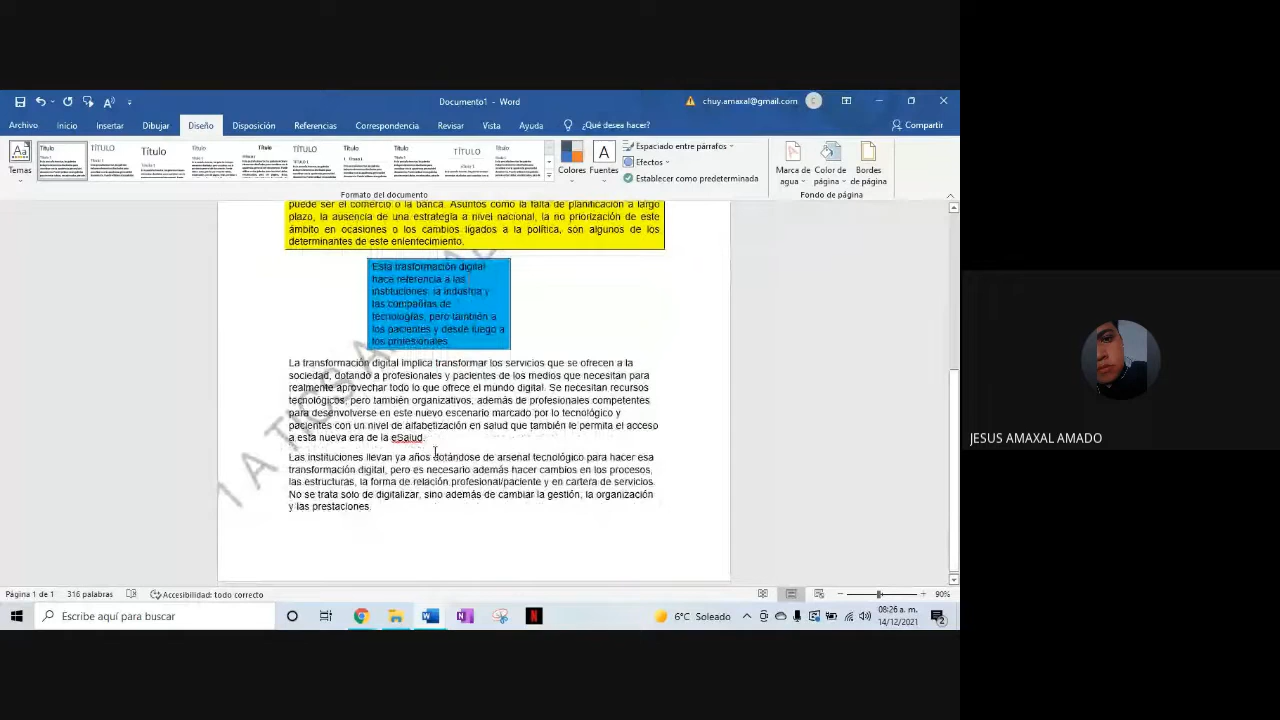 Documento1 - Word
chuy.amaxal@gmail.com
C
Archivo Inicio Insertar Dibujar Diseño Disposición Referencias Correspondencia Revisar Vista Ayuda ¿Qué desea hacer? Compartir
Título TÍTULO Título Título Título TÍTULO Título Título TÍTULO Título
Espaciado entre párrafos
Efectos
Establecer como predeterminada
Temas
Colores Fuentes
Marca de agua
Color de página
Bordes de página
Formato del documento
Fondo de página
puede ser el comercio o la banca. Asuntos como la falta de planificación a largo
plazo, la ausencia de una estrategia a nivel nacional, la no priorización de este
ámbito en ocasiones o los cambios ligados a la política, son algunos de los
determinantes de este enlentecimiento.
Esta trasformación digital
hace referencia a las
instituciones, la industria y
las compañías de
tecnologías, pero también a
los pacientes y desde luego a
los profesionales.
La transformación digital implica transformar los servicios que se ofrecen a la
sociedad, dotando a profesionales y pacientes de los medios que necesitan para
realmente aprovechar todo lo que ofrece el mundo digital. Se necesitan recursos
tecnológicos, pero también organizativos, además de profesionales competentes
para desenvolverse en este nuevo escenario marcado por lo tecnológico y
pacientes con un nivel de alfabetización en salud que también le permita el acceso
a esta nueva era de la eSalud.
Las instituciones llevan ya años dotándose de arsenal tecnológico para hacer esa
transformación digital, pero es necesario además hacer cambios en los procesos,
las estructuras, la forma de relación profesional/paciente y en cartera de servicios.
No se trata solo de digitalizar, sino además de cambiar la gestión, la organización
y las prestaciones.
JESUS AMAXAL AMADO
Página 1 de 1 316 palabras Accesibilidad: todo correcto 90%
Escribe aquí para buscar
6°C Soleado
08:26 a. m.
14/12/2021
2